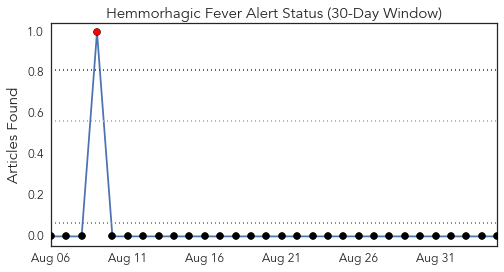 Hemmorhagic Fever Alert Status (30-Day Window)
Articles Found
1.0
0.8
0.6
0.4
0.2
0.0
Aug 06 Aug 11 Aug 16 Aug 21 Aug 26 Aug 31